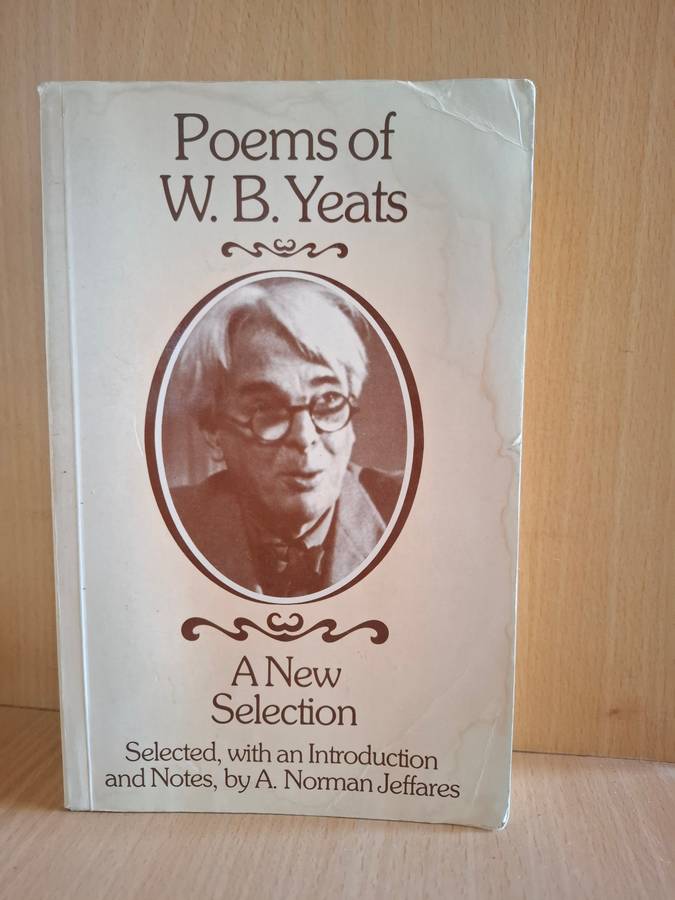 Poems of
W. B. Yeats
A New
Selection
Selected, with an Introduction
and Notes, by A. Norman Jeffares